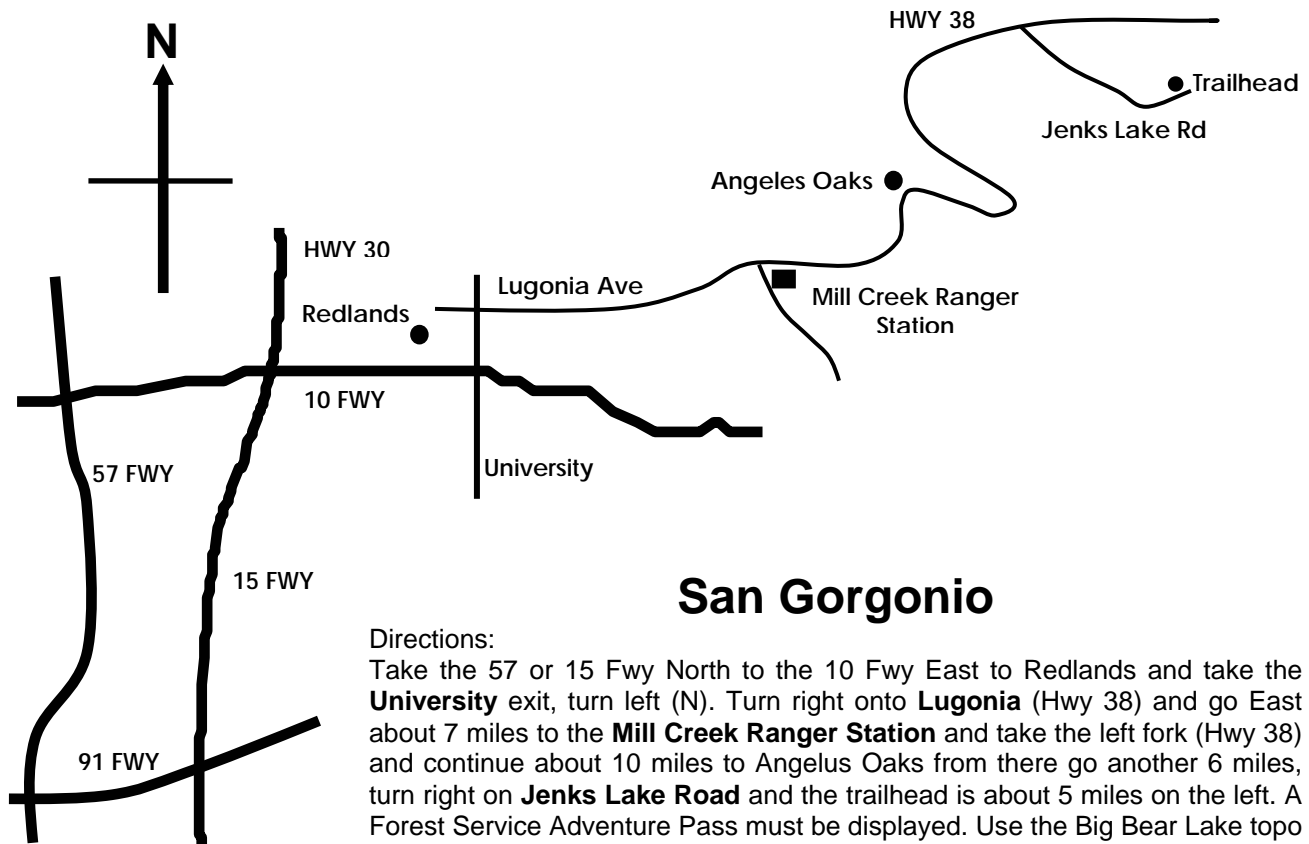 HWY 38
N
Trailhead
Jenks Lake Rd
Angeles Oaks
HWY 30
Lugonia Ave
Mill Creek Ranger
Station
Redlands
10 FWY
57 FWY
University
15 FWY
San Gorgonio
Directions:
Take the 57 or 15 Fwy North to the 10 Fwy East to Redlands and take the
University exit, turn left (N). Turn right onto Lugonia (Hwy 38) and go East
about 7 miles to the Mill Creek Ranger Station and take the left fork (Hwy 38)
and continue about 10 miles to Angelus Oaks from there go another 6 miles,
turn right on Jenks Lake Road and the trailhead is about 5 miles on the left. A
Forest Service Adventure Pass must be displayed. Use the Big Bear Lake topo
91 FWY